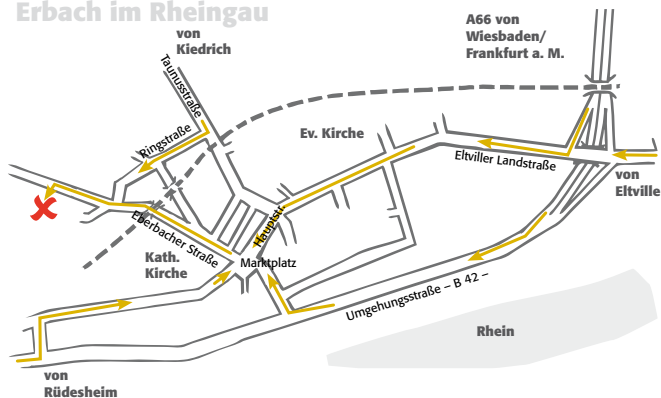 Erbach im Rheingau
A66 von
Wiesbaden/
Frankfurt a. M.
von
Kiedrich
Taunusstraße
Ringstraße
Ev. Kirche
Eltviller Landstraße
von
Eltville
Hauptstr.
Eberbacher Straße
Kath.
Kirche
Marktplatz
Umgehungsstraße – B 42 –
Rhein
von
Rüdesheim